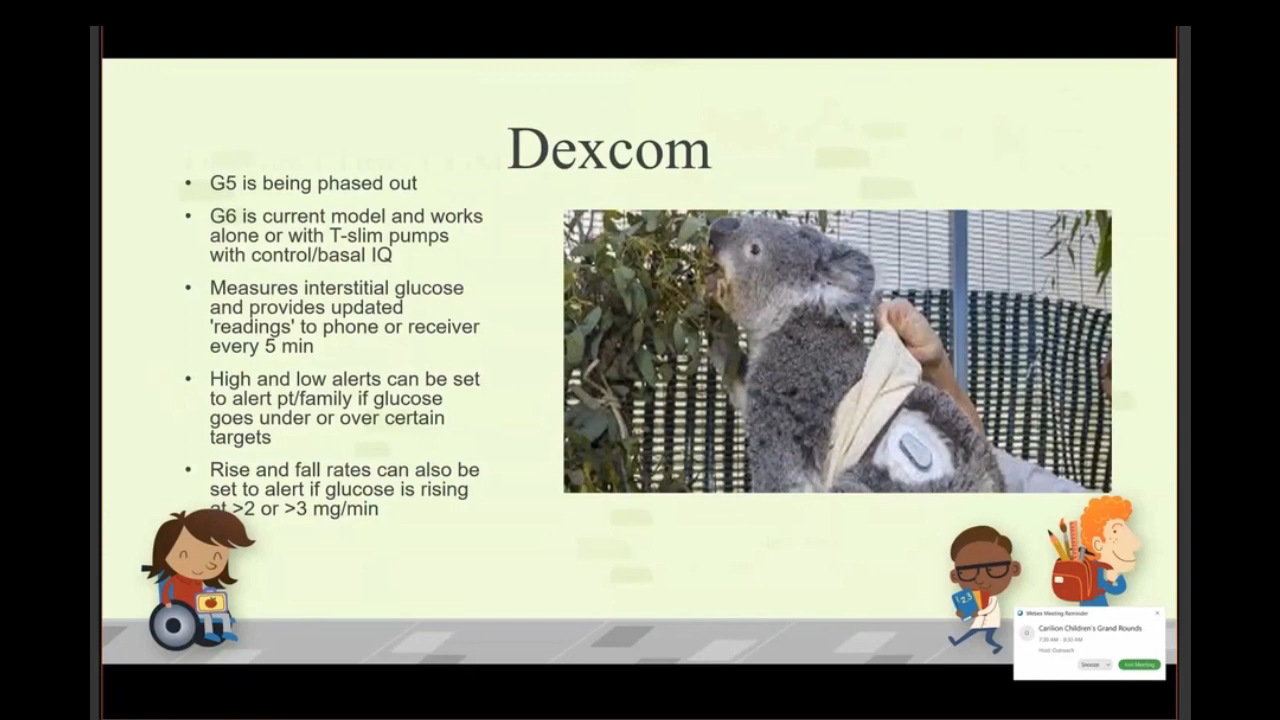 Dexcom
• G5 is being phased out
• G6 is current model and works
alone or with T-slim pumps
with control/basal IQ
• Measures interstitial glucose
and provides updated
'readings' to phone or receiver
every 5 min
• High and low alerts can be set
to alert pt/family if glucose
goes under or over certain
targets
• Rise and fall rates can also be
set to alert if glucose is rising
at >2 or >3 mg/min
123
Webex Meeting Reminder
Carilion Children's Grand Rounds
7:30 AM - 8:30 AM
Host: Outreach
Snooze
Join Meeting